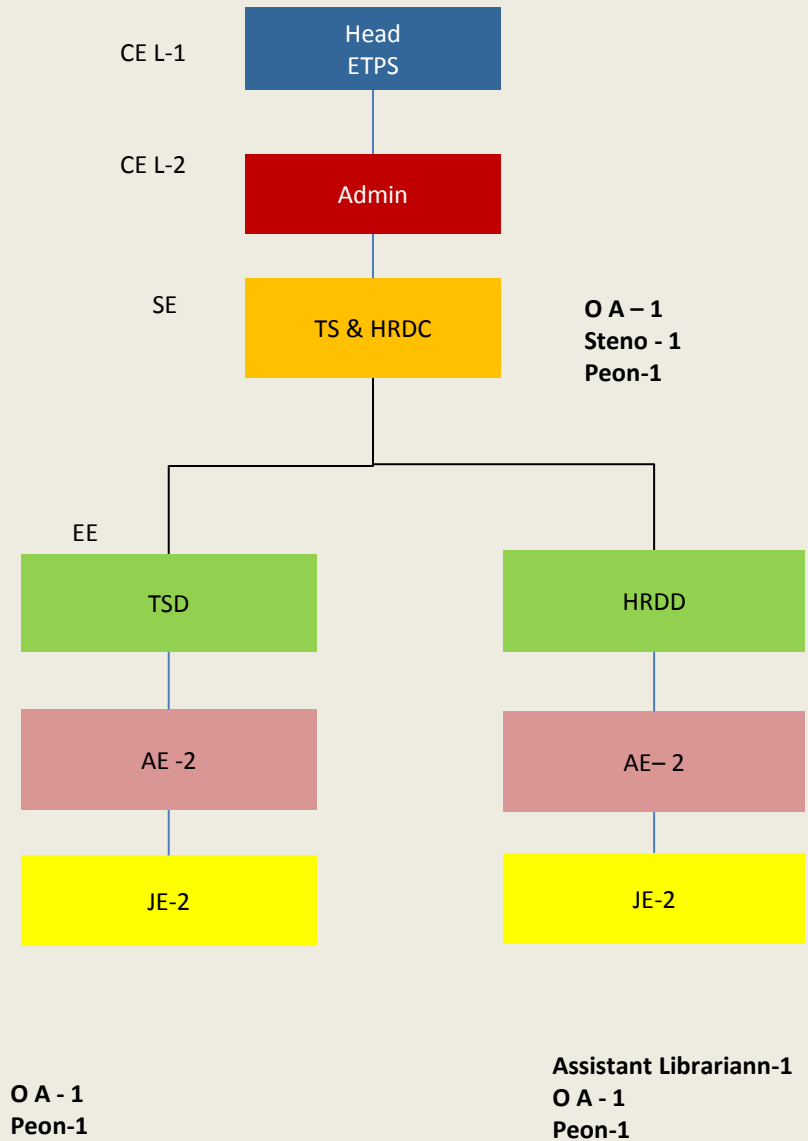 CE L-1
Head
ETPS
CE L-2
Admin
SE
TS & HRDC
O A – 1
Steno - 1
Peon-1
EE
TSD
HRDD
AE -2
AE– 2
JE-2
JE-2
O A - 1
Peon-1
Assistant Librariann-1
O A - 1
Peon-1